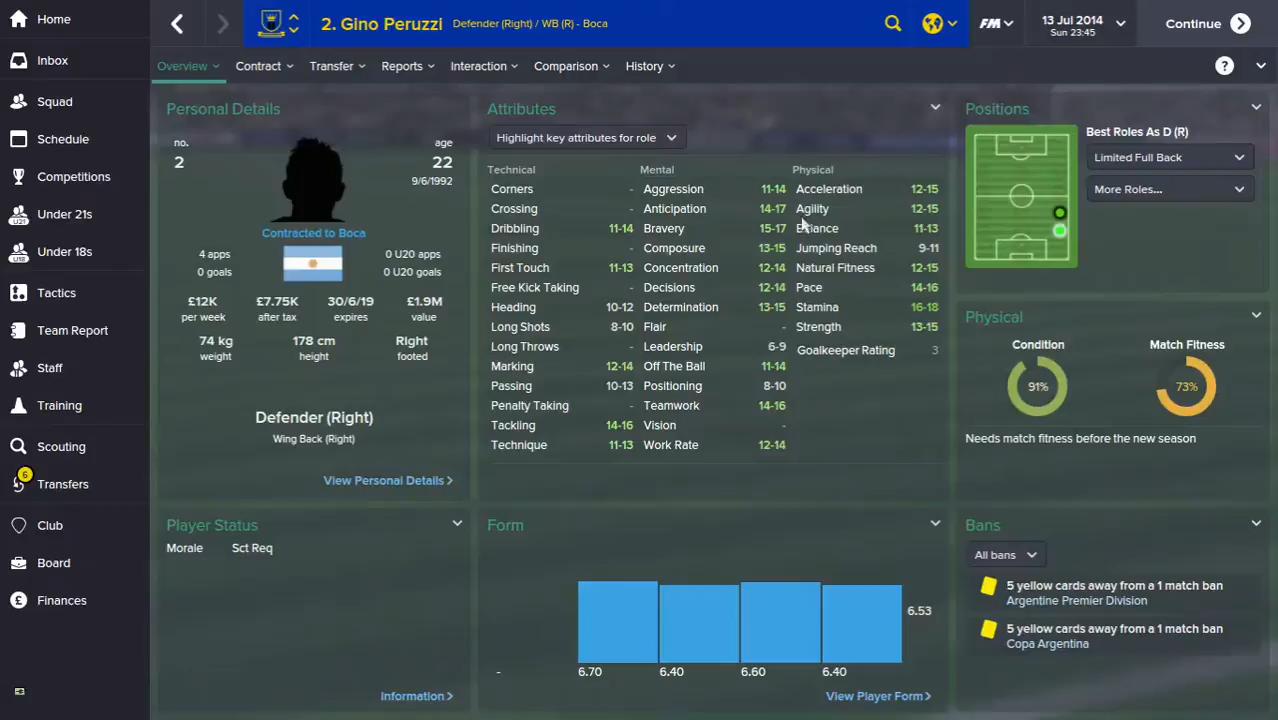 Home
Inbox
Squad
Schedule
Competitions
Under 21s
U21
Under 18s
U18
Tactics
Team Report
Staff
Training
Scouting
6
Transfers
Club
Board
£ Finances
2. Gino Peruzzi
Defender (Right) / WB (R) - Boca
FM
13 Jul 2014
Sun 23:45
Continue
Overview
Contract
Transfer
Reports
Interaction
Comparison
History
?
Personal Details
no.
2
age
22
9/6/1992
Contracted to Boca
4 apps
0 goals
0 U20 apps
0 U20 goals
£12K
per week
£7.75K
after tax
30/6/19
expires
£1.9M
value
74 kg
weight
178 cm
height
Right
footed
Defender (Right)
Wing Back (Right)
View Personal Details >
Attributes
Highlight key attributes for role
Technical Mental Physical
Corners - Aggression 11-14 Acceleration 12-15
Crossing - Anticipation 14-17 Agility 12-15
Dribbling 11-14 Bravery 15-17 11-13
Finishing - Composure 13-15 Jumping Reach 9-11
First Touch 11-13 Concentration 12-14 Natural Fitness 12-15
Free Kick Taking - Decisions 12-14 Pace 14-16
Heading 10-12 Determination 13-15 Stamina 16-18
Long Shots 8-10 Flair - Strength 13-15
Long Throws - Leadership 6-9 Goalkeeper Rating 3
Marking 12-14 Off The Ball 11-14
Passing 10-13 Positioning 8-10
Penalty Taking - Teamwork 14-16
Tackling 14-16 Vision -
Technique 11-13 Work Rate 12-14
Positions
Best Roles As D (R)
Limited Full Back
More Roles...
Physical
Condition
91%
Match Fitness
73%
Needs match fitness before the new season
Player Status
Morale Sct Req
Information >
Form
6.53
- 6.70 6.40 6.60 6.40
View Player Form >
Bans
All bans
5 yellow cards away from a 1 match ban
Argentine Premier Division
5 yellow cards away from a 1 match ban
Copa Argentina